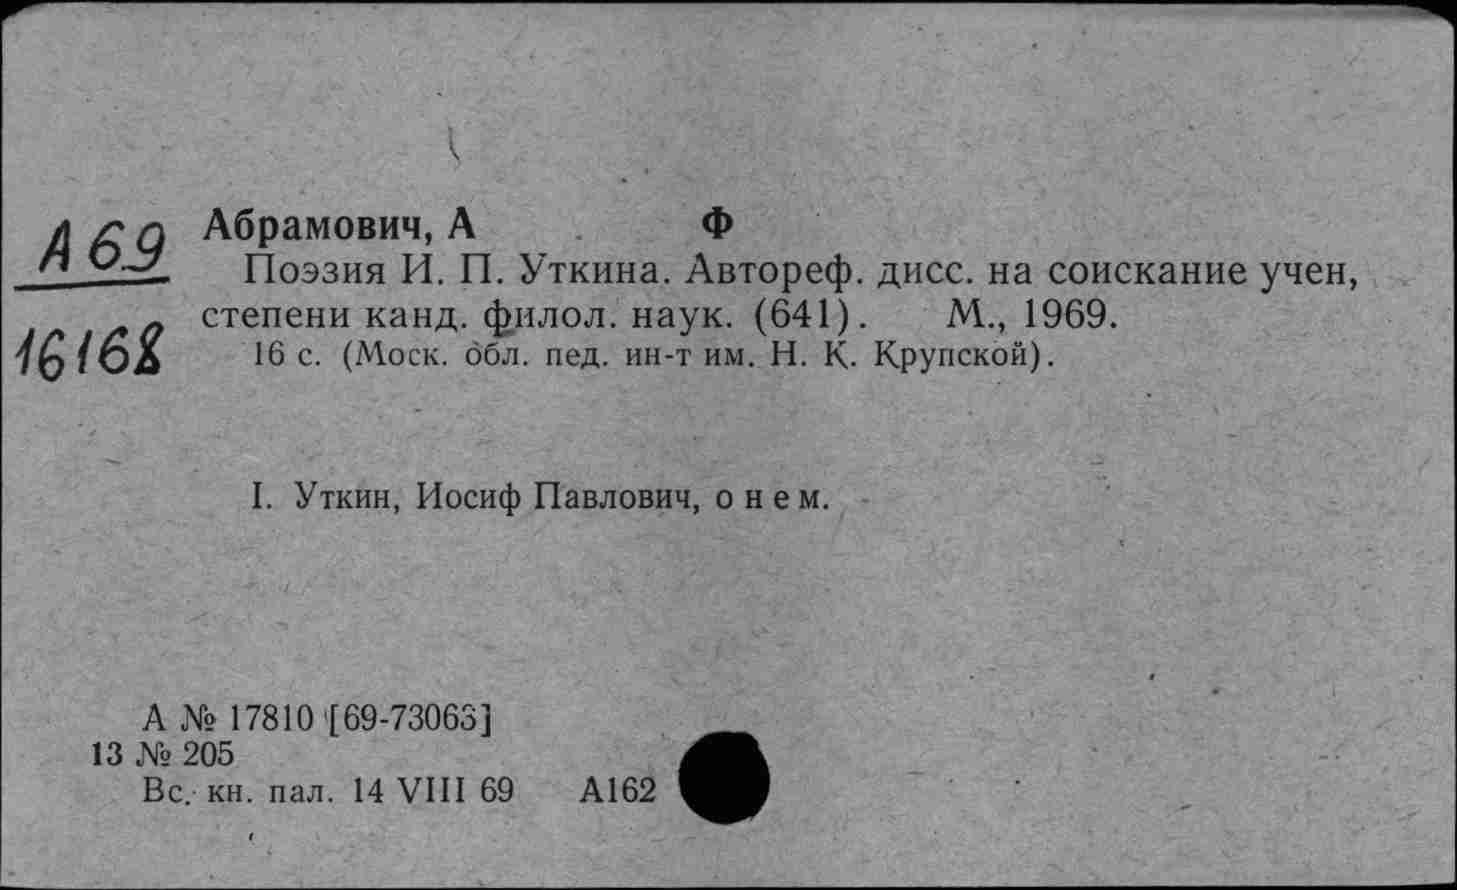 А 69
16168
Абрамович, А Ф
Поэзия И. П. Уткина. Автореф. дисс. на соискание учен,
степени канд. филол. наук. (641). М., 1969.
16 с. (Моск. обл. пед. ин-т им. Н. К. Крупской).
I. Уткин, Иосиф Павлович, о нем.
А № 17810 [69-73063]
13 № 205
Вс. кн. пал. 14 VIII 69 А162